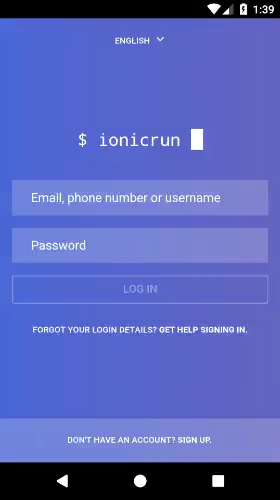 1:39
ENGLISH
$ ionicrun
Email, phone number or username
Password
LOG IN
FORGOT YOUR LOGIN DETAILS? GET HELP SIGNING IN.
DON'T HAVE AN ACCOUNT? SIGN UP.